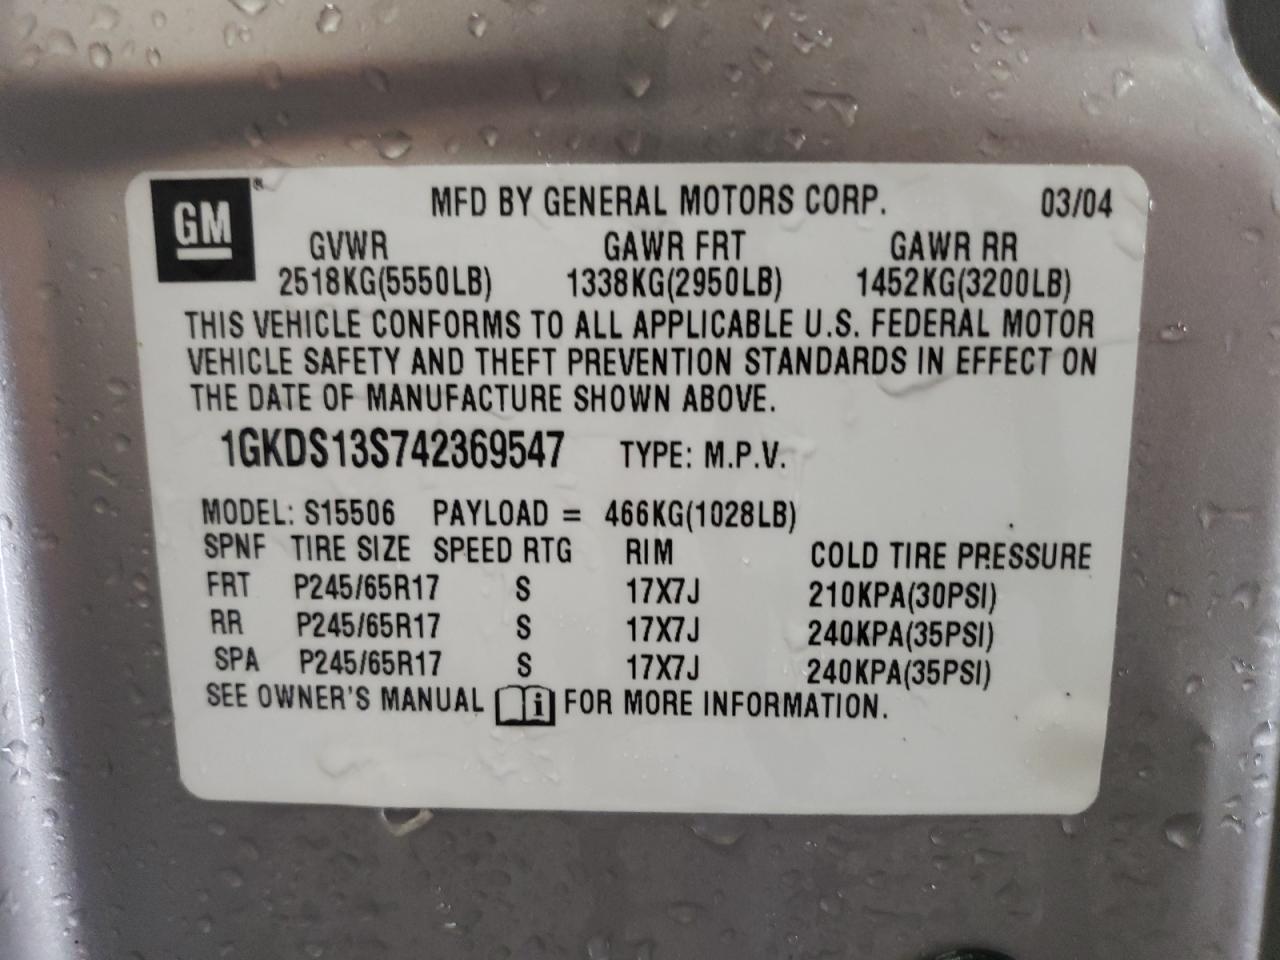 GM ® MFD BY GENERAL MOTORS CORP. 03/04
GVWR GAWR FRT GAWR RR
2518KG(5550LB) 1338KG(2950LB) 1452KG(3200LB)
THIS VEHICLE CONFORMS TO ALL APPLICABLE U.S. FEDERAL MOTOR
VEHICLE SAFETY AND THEFT PREVENTION STANDARDS IN EFFECT ON
THE DATE OF MANUFACTURE SHOWN ABOVE.
1GKDS13S742369547 TYPE: M.P.V.
MODEL: S15506 PAYLOAD = 466KG(1028LB)
SPNF TIRE SIZE SPEED RTG RIM COLD TIRE PRESSURE
FRT P245/65R17 S 17X7J 210KPA(30PSI)
RR P245/65R17 S 17X7J 240KPA(35PSI)
SPA P245/65R17 S 17X7J 240KPA(35PSI)
SEE OWNER'S MANUAL i FOR MORE INFORMATION.